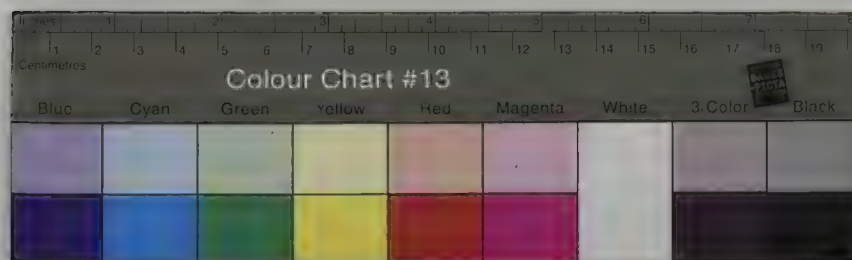 Inches 1 2 3 4 5 6 7 8
1 2 3 4 5 6 7 8 9 10 11 12 13 14 15 16 17 18 19
Centimetres
Colour Chart #13
Blue Cyan Green Yellow Red Magenta White 3/Color Black